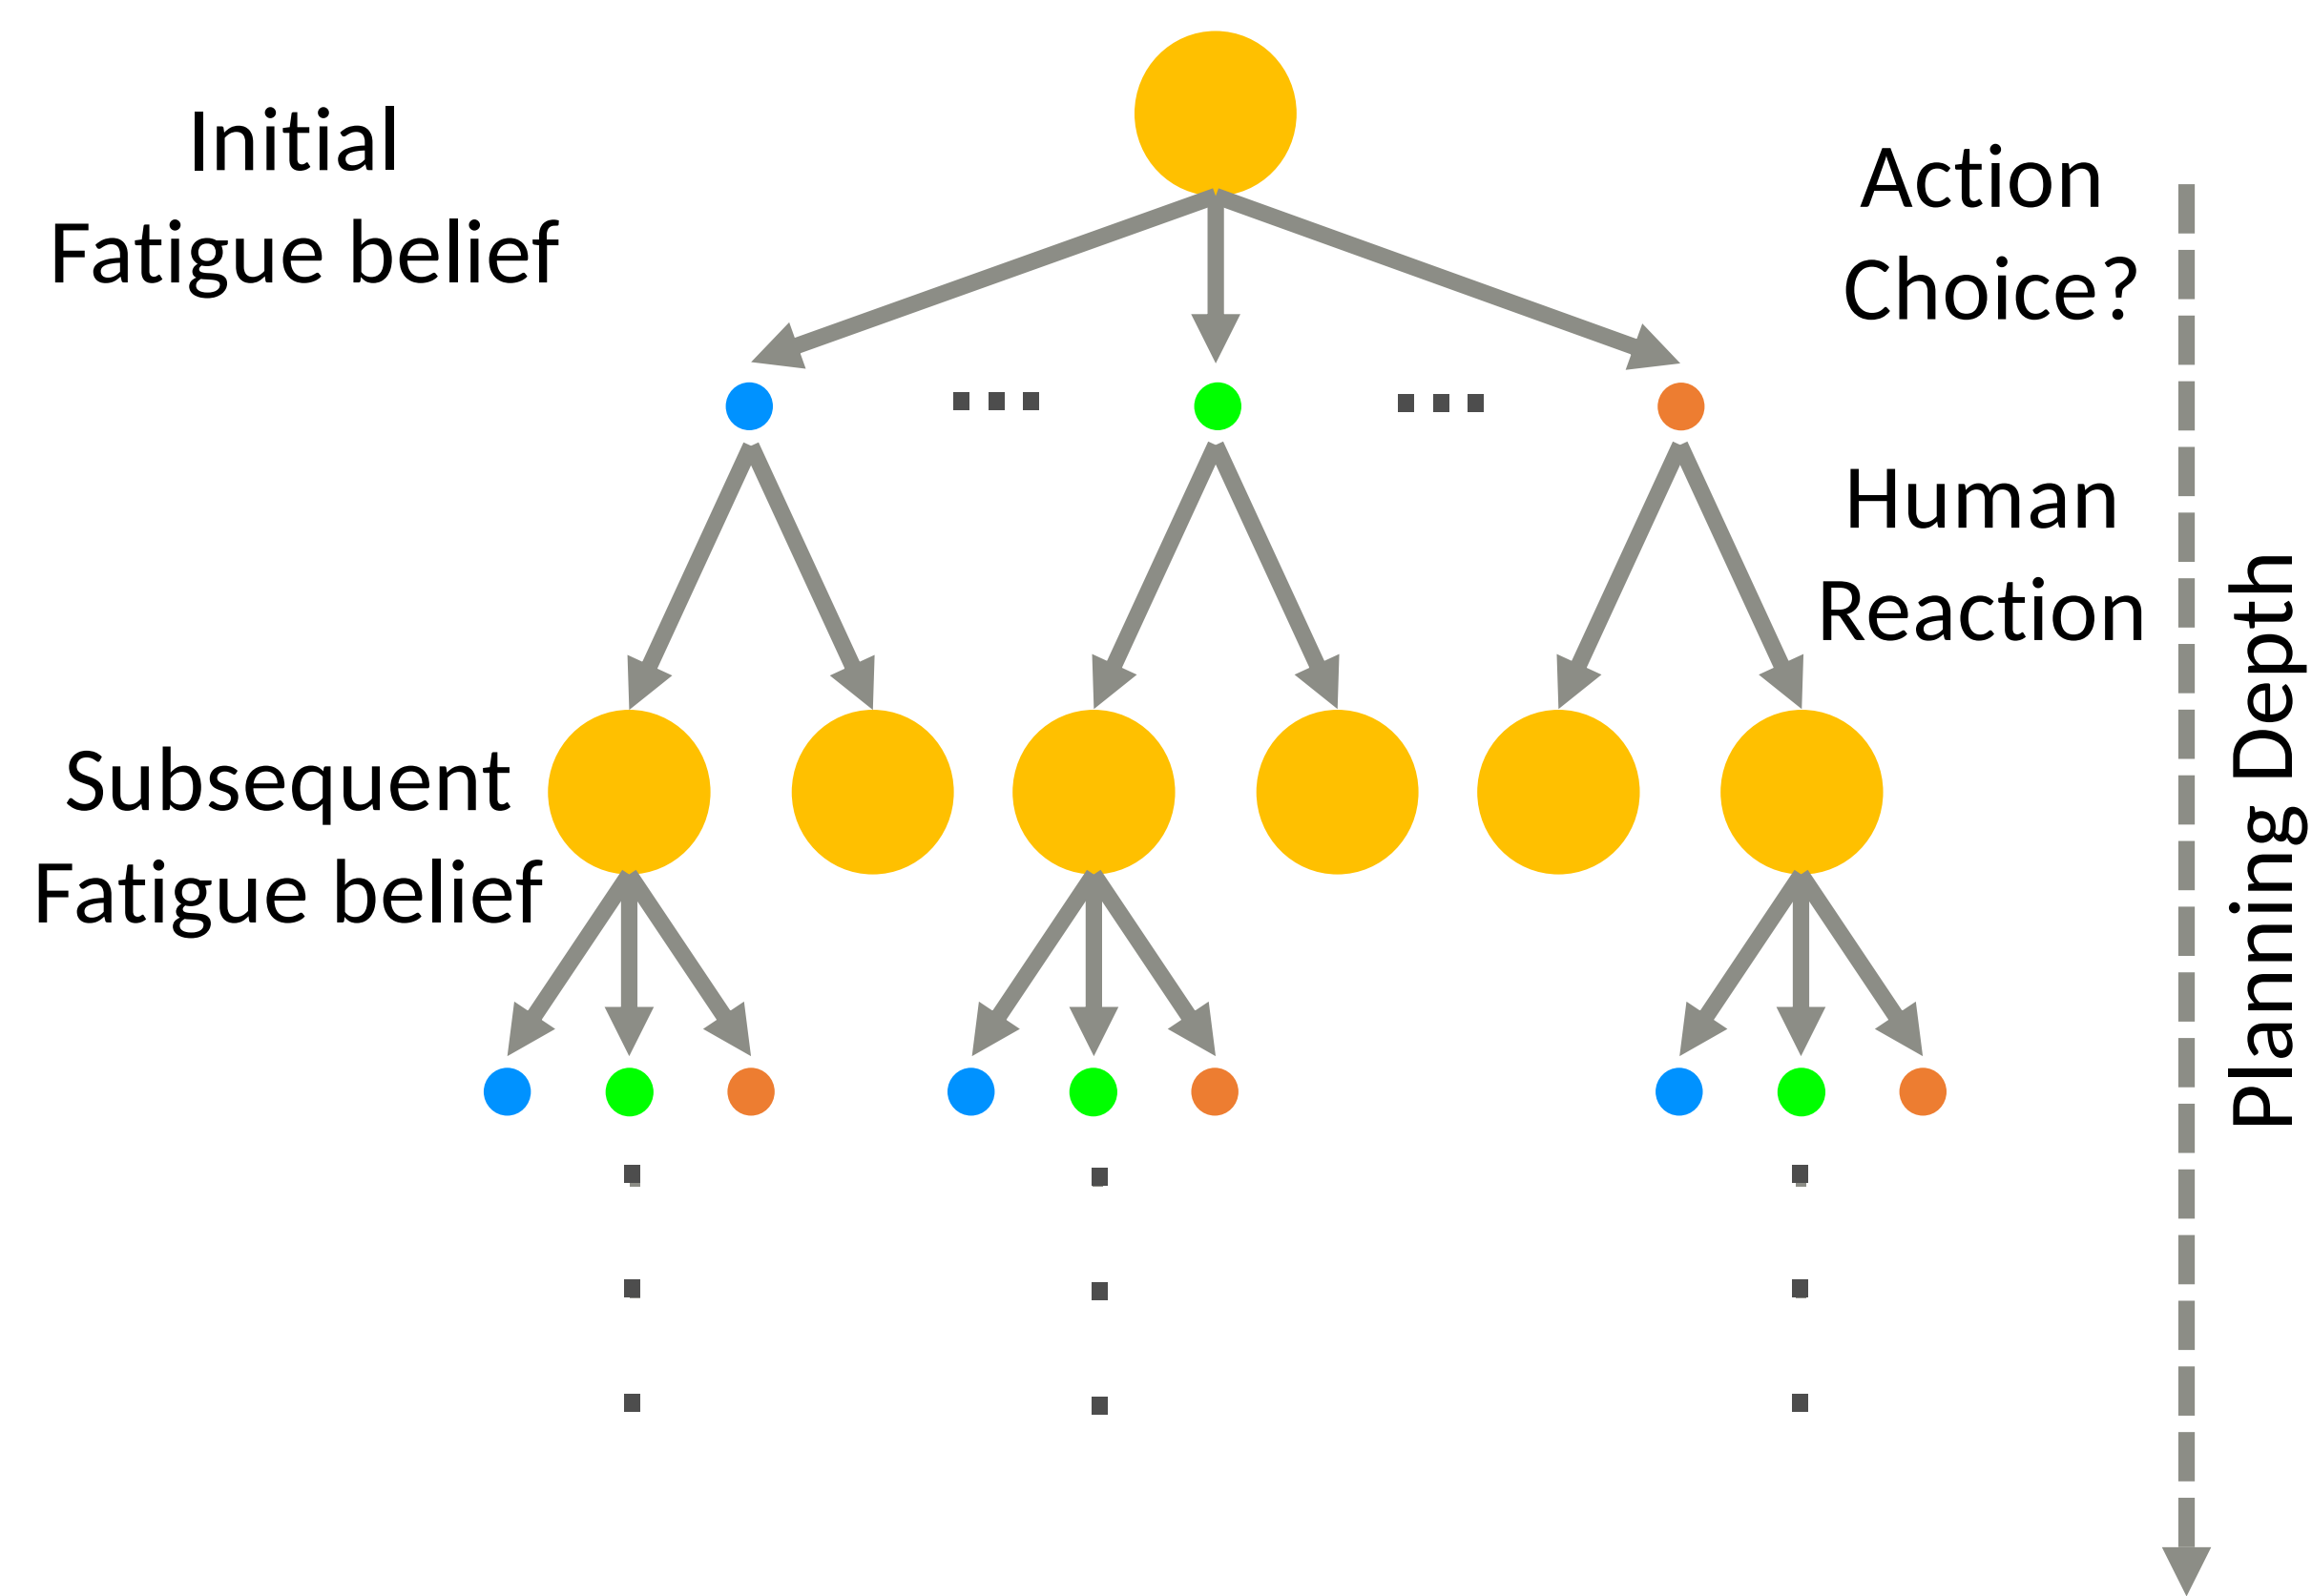 Initial
Fatigue belief
Action
Choice?
Human
Reaction
Subsequent
Fatigue belief
Planning Depth